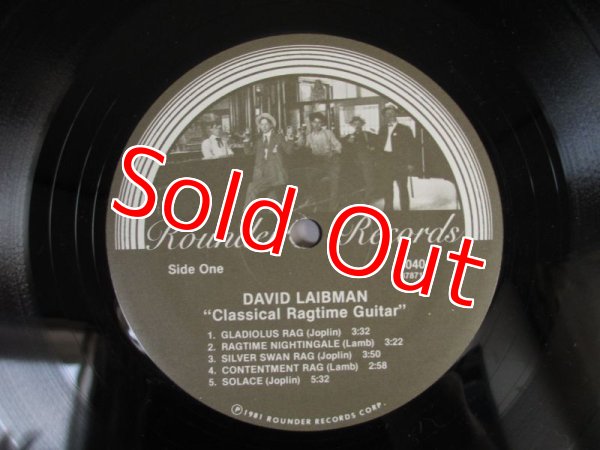 Sold Out
Rounder Records
Side One
DAVID LAIBMAN
"Classical Ragtime Guitar"
1. GLADIOLUS RAG (Joplin) 3:32
2. RAGTIME NIGHTINGALE (Lamb) 3:22
3. SILVER SWAN RAG (Joplin) 3:50
4. CONTENTMENT RAG (Lamb) 2:58
5. SOLACE (Joplin) 5:32
Ⓟ 1981 ROUNDER RECORDS CORP.